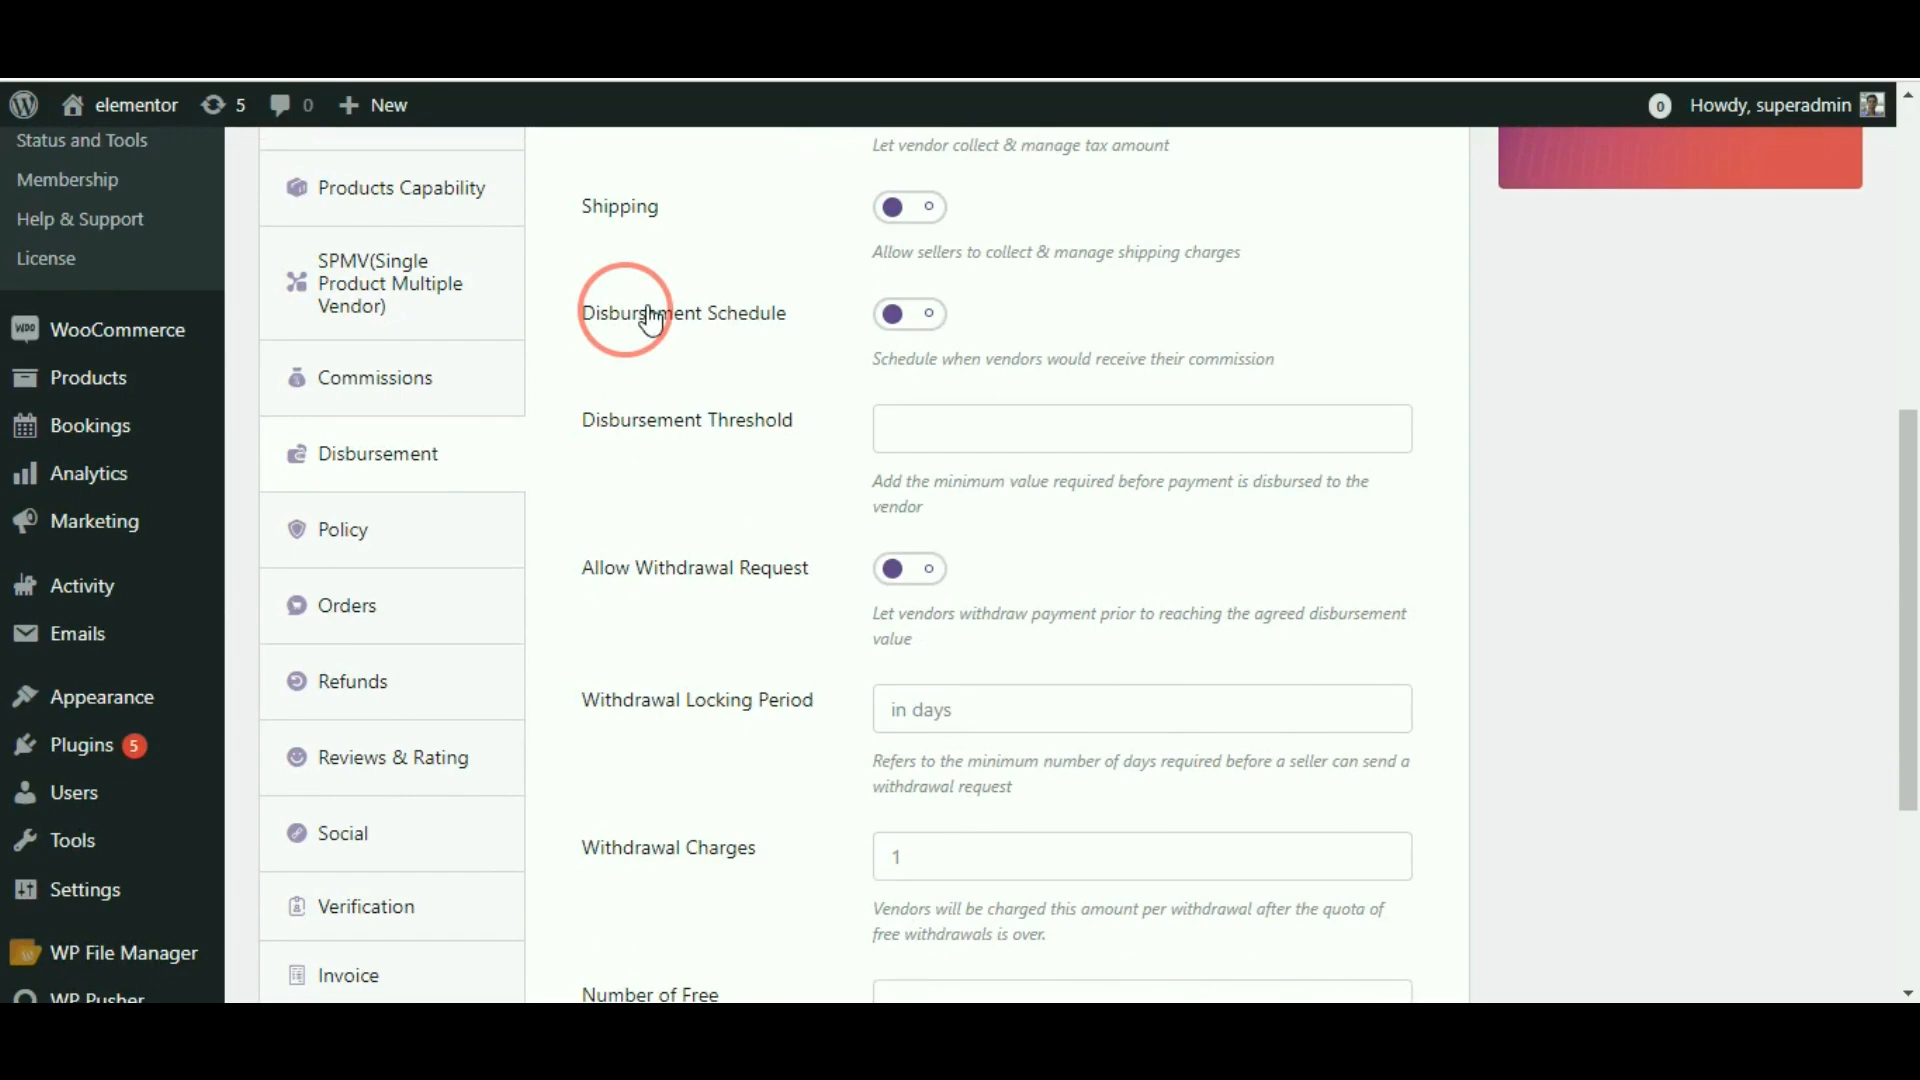 elementor 5 0 New 0 Howdy, superadmin
Status and Tools
Membership
Help & Support
License
WooCommerce
Products
Bookings
Analytics
Marketing
Activity
Emails
Appearance
Plugins 5
Users
Tools
Settings
WP File Manager
WP Pusher
Products Capability
SPMV(Single
Product Multiple
Vendor)
Commissions
Disbursement
Policy
Orders
Refunds
Reviews & Rating
Social
Verification
Invoice
Let vendor collect & manage tax amount
Shipping
Allow sellers to collect & manage shipping charges
Disbursement Schedule
Schedule when vendors would receive their commission
Disbursement Threshold
Add the minimum value required before payment is disbursed to the
vendor
Allow Withdrawal Request
Let vendors withdraw payment prior to reaching the agreed disbursement
value
Withdrawal Locking Period
in days
Refers to the minimum number of days required before a seller can send a
withdrawal request
Withdrawal Charges
1
Vendors will be charged this amount per withdrawal after the quota of
free withdrawals is over.
Number of Free